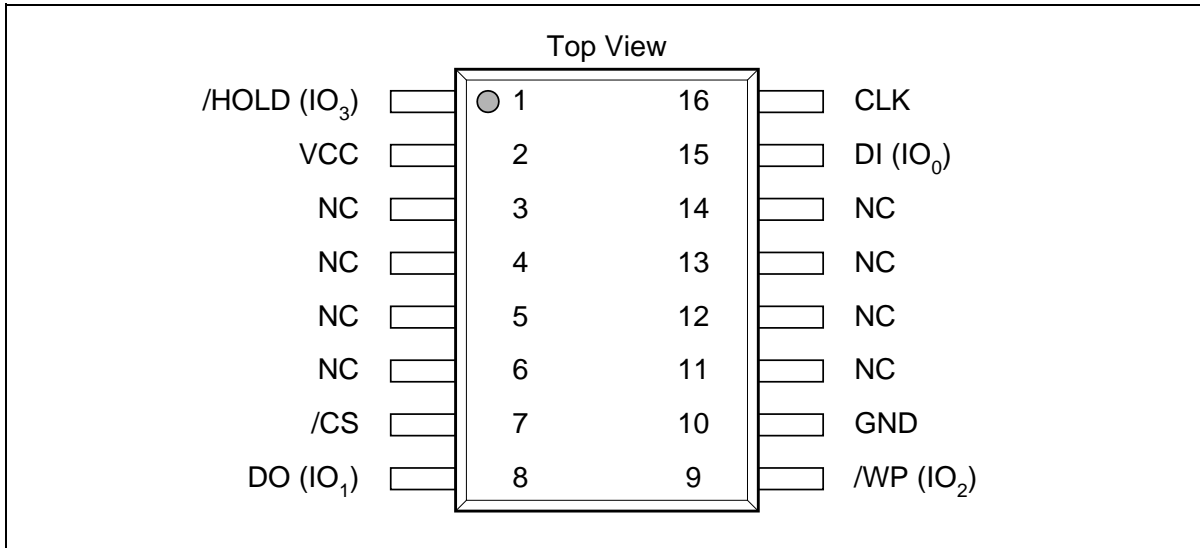 Top View
/HOLD (IO₃) 1 16 CLK
VCC 2 15 DI (IO₀)
NC 3 14 NC
NC 4 13 NC
NC 5 12 NC
NC 6 11 NC
/CS 7 10 GND
DO (IO₁) 8 9 /WP (IO₂)